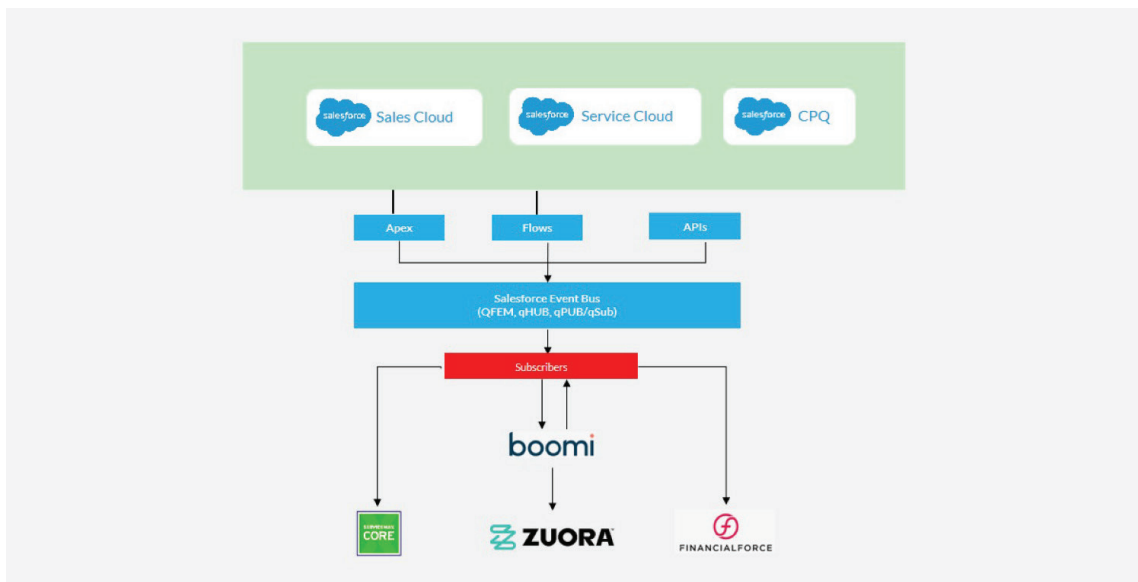 salesforce Sales Cloud
salesforce Service Cloud
salesforce CPQ
Apex
Flows
APIs
Salesforce Event Bus
(QFEM, qHUB, qPUB/qSub)
Subscribers
boomi
CORE
ZUORA
FINANCIALFORCE